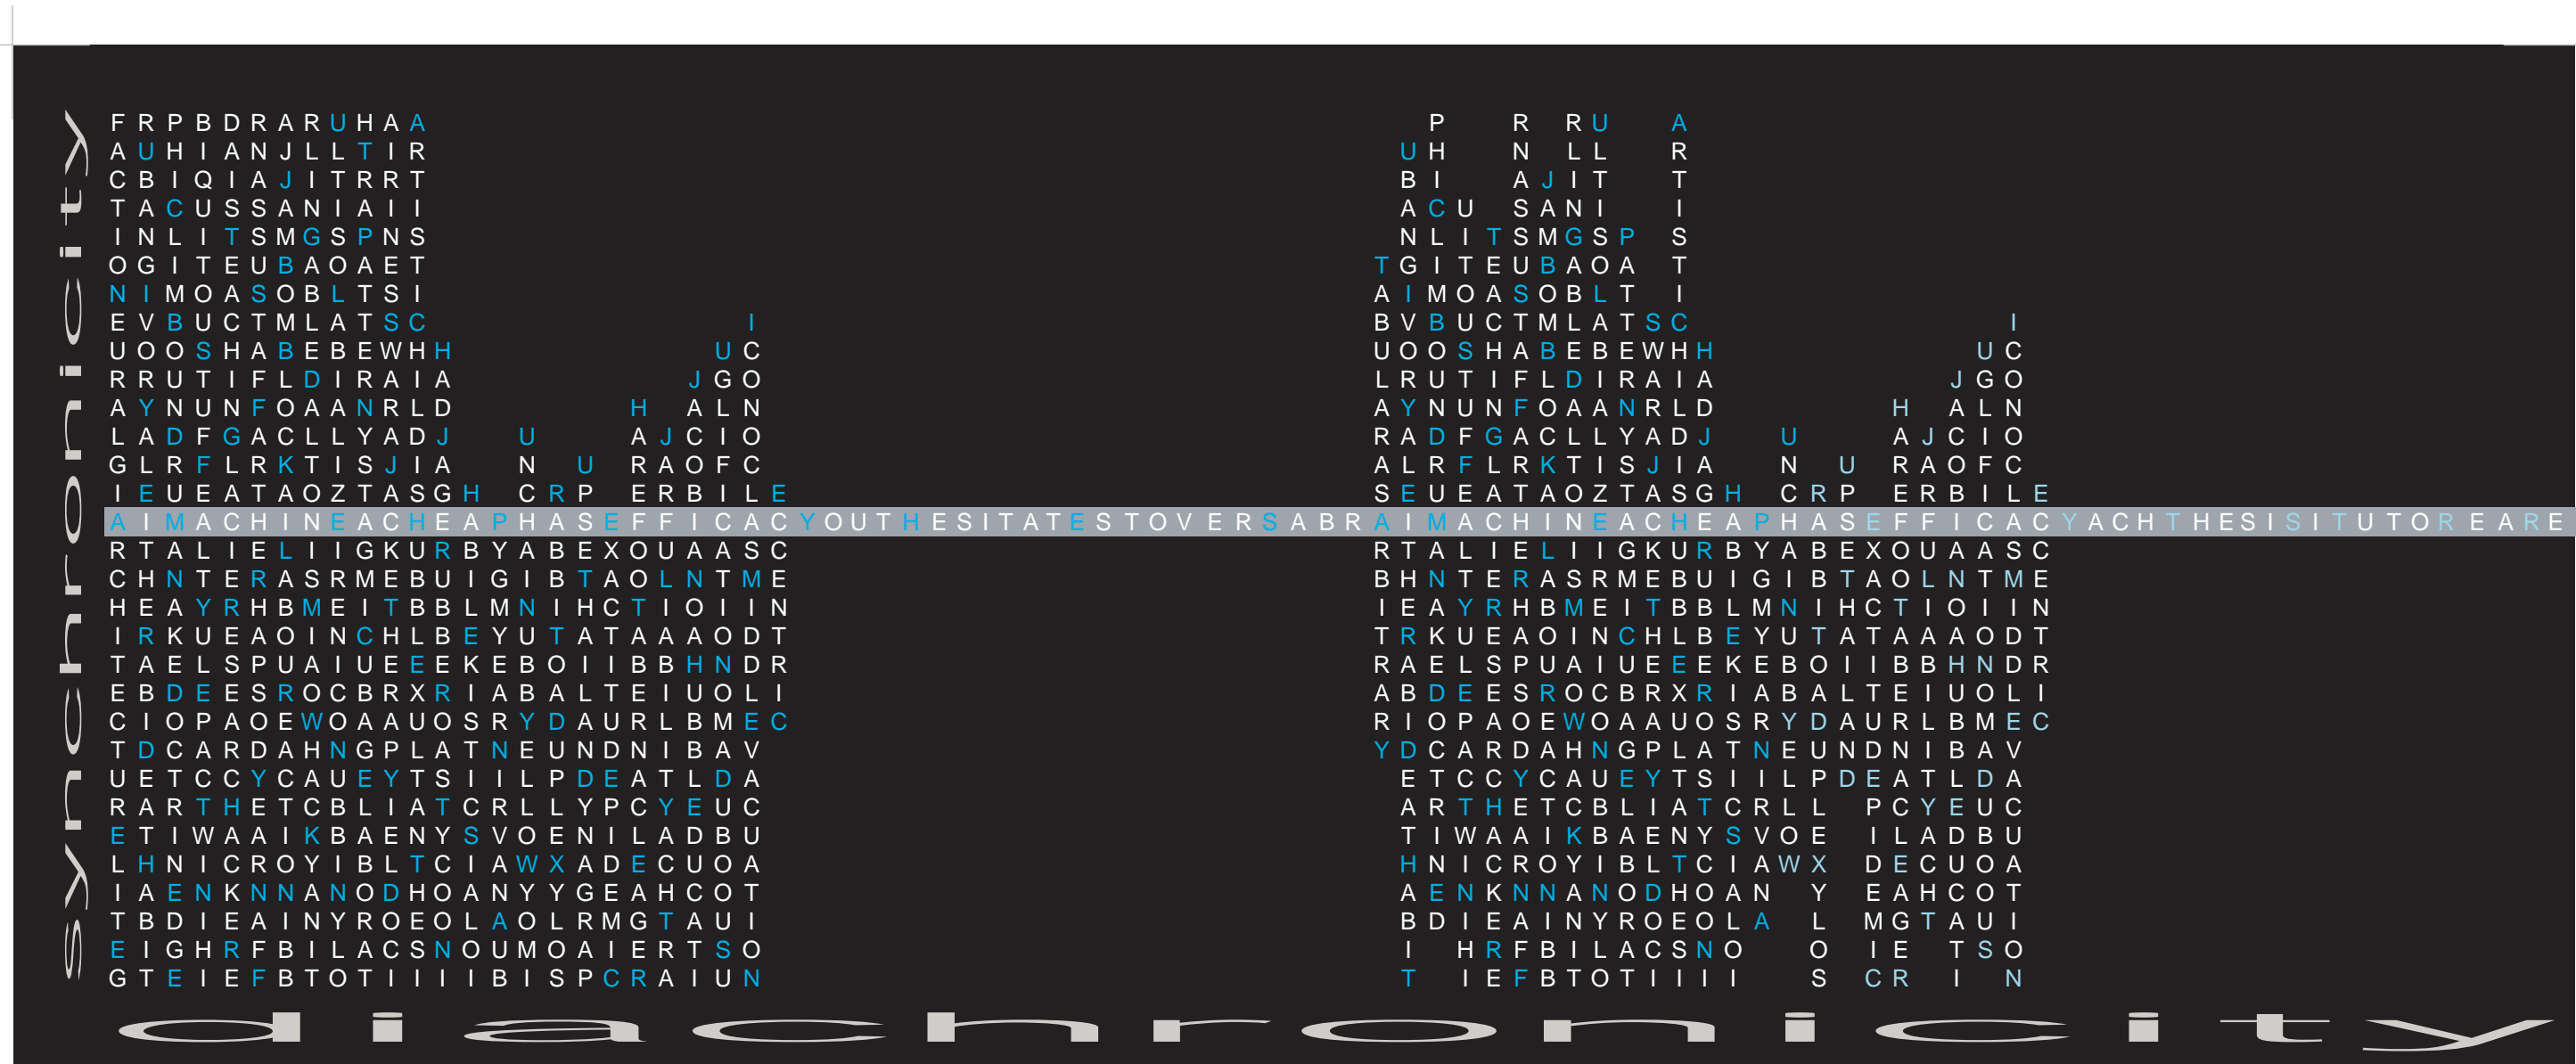 synchronicity
F R P B D R A R U H A A P R R U A
A U H I A N J L L T I R U H N L L R
C B I Q I A J I T R R T B I A J I T T
T A C U S S A N I A I I A C U S A N I I
I N L I T S M G S P N S N L I T S M G S P S
O G I T E U B A O A E T T G I T E U B A O A T
N I M O A S O B L T S I A I M O A S O B L T I
E V B U C T M L A T S C I B V B U C T M L A T S C I
U O O S H A B E B E W H H U C U O O S H A B E B E W H H U C
R R U T I F L D I R A I A J G O L R U T I F L D I R A I A J G O
A Y N U N F O A A N R L D H A L N A Y N U N F O A A N R L D H A L N
L A D F G A C L L Y A D J U A J C I O R A D F G A C L L Y A D J U A J C I O
G L R F L R K T I S J I A N U R A O F C A L R F L R K T I S J I A N U R A O F C
I E U E A T A O Z T A S G H C R P E R B I L E S E U E A T A O Z T A S G H C R P E R B I L E
A I M A C H I N E A C H E A P H A S E F F I C A C Y O U T H E S I T A T E S T O V E R S A B R A I M A C H I N E A C H E A P H A S E F F I C A C Y A C H T H E S I S I T U T O R E A R E
R T A L I E L I I G K U R B Y A B E X O U A A S C R T A L I E L I I G K U R B Y A B E X O U A A S C
C H N T E R A S R M E B U I G I B T A O L N T M E B H N T E R A S R M E B U I G I B T A O L N T M E
H E A Y R H B M E I T B B L M N I H C T I O I I N I E A Y R H B M E I T B B L M N I H C T I O I I N
I R K U E A O I N C H L B E Y U T A T A A A O D T T R K U E A O I N C H L B E Y U T A T A A A O D T
T A E L S P U A I U E E E K E B O I I B B H N D R R A E L S P U A I U E E E K E B O I I B B H N D R
E B D E E S R O C B R X R I A B A L T E I U O L I A B D E E S R O C B R X R I A B A L T E I U O L I
C I O P A O E W O A A U O S R Y D A U R L B M E C R I O P A O E W O A A U O S R Y D A U R L B M E C
T D C A R D A H N G P L A T N E U N D N I B A V Y D C A R D A H N G P L A T N E U N D N I B A V
U E T C C Y C A U E Y T S I I L P D E A T L D A E T C C Y C A U E Y T S I I L P D E A T L D A
R A R T H E T C B L I A T C R L L Y P C Y E U C A R T H E T C B L I A T C R L L P C Y E U C
E T I W A A I K B A E N Y S V O E N I L A D B U T I W A A I K B A E N Y S V O E I L A D B U
L H N I C R O Y I B L T C I A W X A D E C U O A H N I C R O Y I B L T C I A W X D E C U O A
I A E N K N N A N O D H O A N Y Y G E A H C O T A E N K N N A N O D H O A N Y E A H C O T
T B D I E A I N Y R O E O L A O L R M G T A U I B D I E A I N Y R O E O L A L M G T A U I
E I G H R F B I L A C S N O U M O A I E R T S O I H R F B I L A C S N O O I E T S O
G T E I E F B T O T I I I I B I S P C R A I U N T I E F B T O T I I I I S C R I N
diachronicity